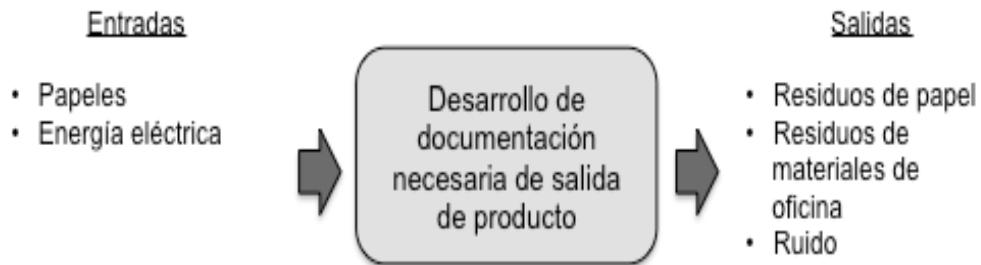 Entradas
• Papeles
• Energía eléctrica
Desarrollo de
documentación
necesaria de salida
de producto
Salidas
• Residuos de papel
• Residuos de
materiales de
oficina
• Ruido